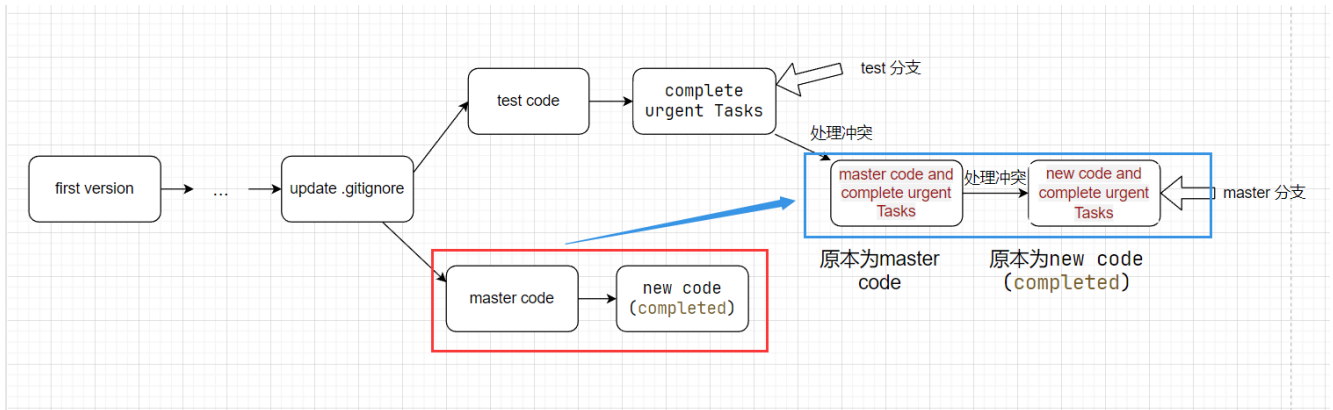 test 分支
test code
complete
urgent Tasks
处理冲突
first version
...
update .gitignore
master code and
complete urgent
Tasks
处理冲突
new code and
complete urgent
Tasks
master 分支
原本为master
code
原本为new code
(completed)
master code
new code
(completed)